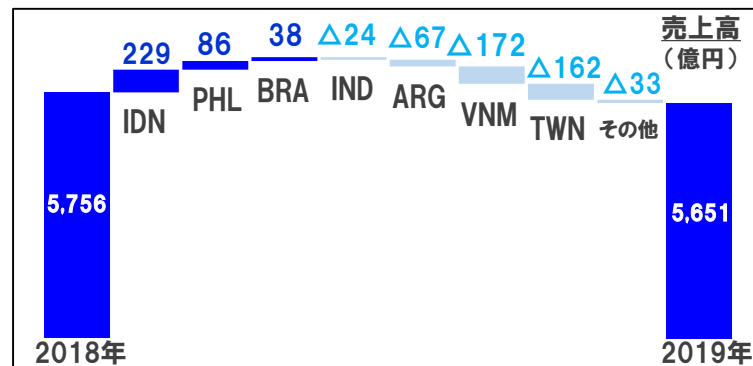 売上高
（億円）
229
86
38
△24
△67
△172
△162
△33
IDN
PHL
BRA
IND
ARG
VNM
TWN
その他
5,756
5,651
2018年
2019年